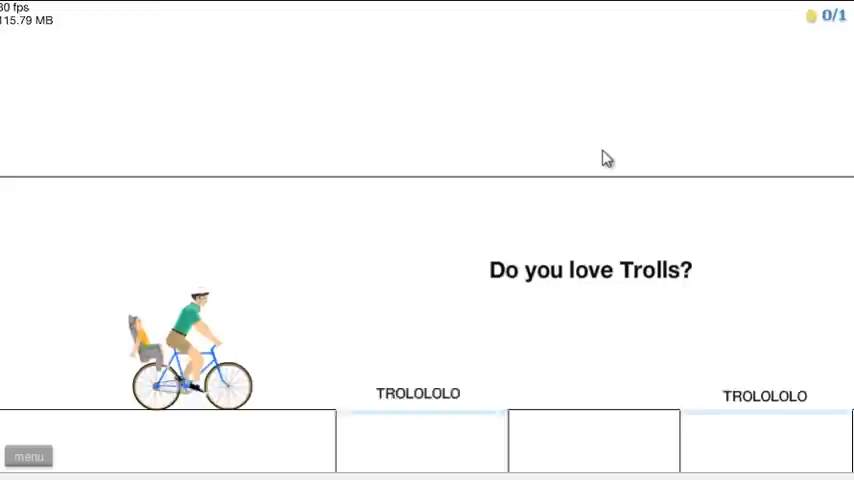 30 fps
115.79 MB
0/1
Do you love Trolls?
TROLOLOLO
TROLOLOLO
menu